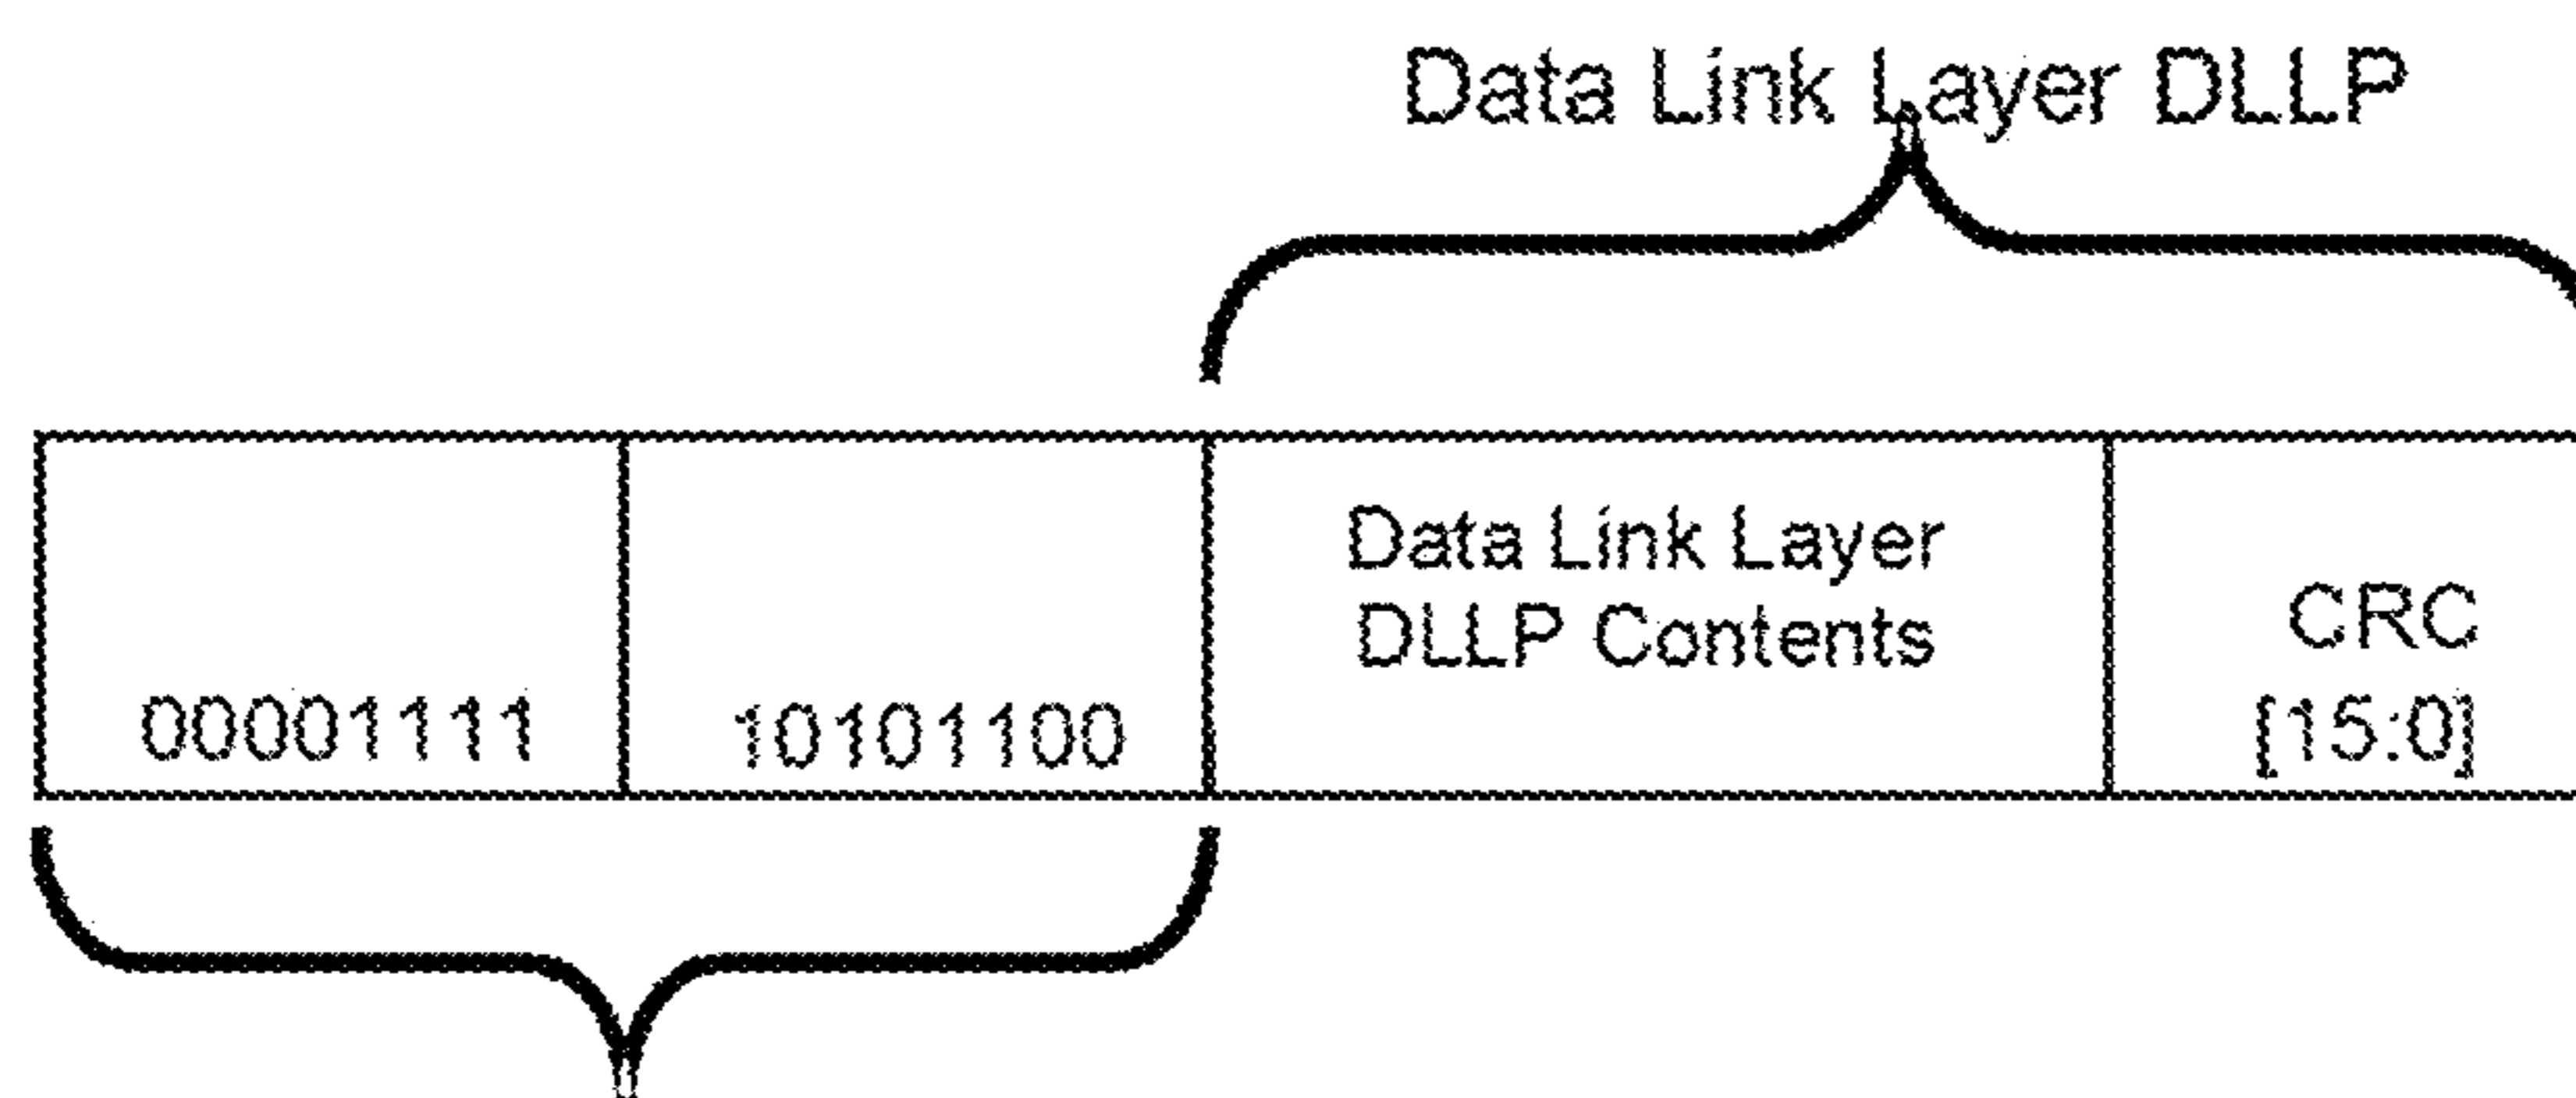 Data Link Layer DLLP
00001111
10101100
Data Link Layer
DLLP Contents
CRC
[15:0]